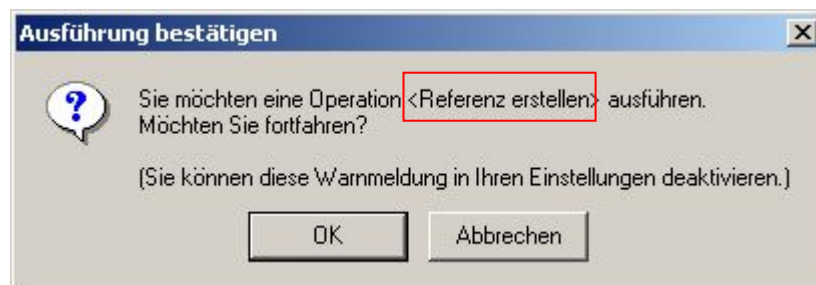 Ausführung bestätigen
Sie möchten eine Operation <Referenz erstellen> ausführen.
Möchten Sie fortfahren?
(Sie können diese Warnmeldung in Ihren Einstellungen deaktivieren.)
OK
Abbrechen